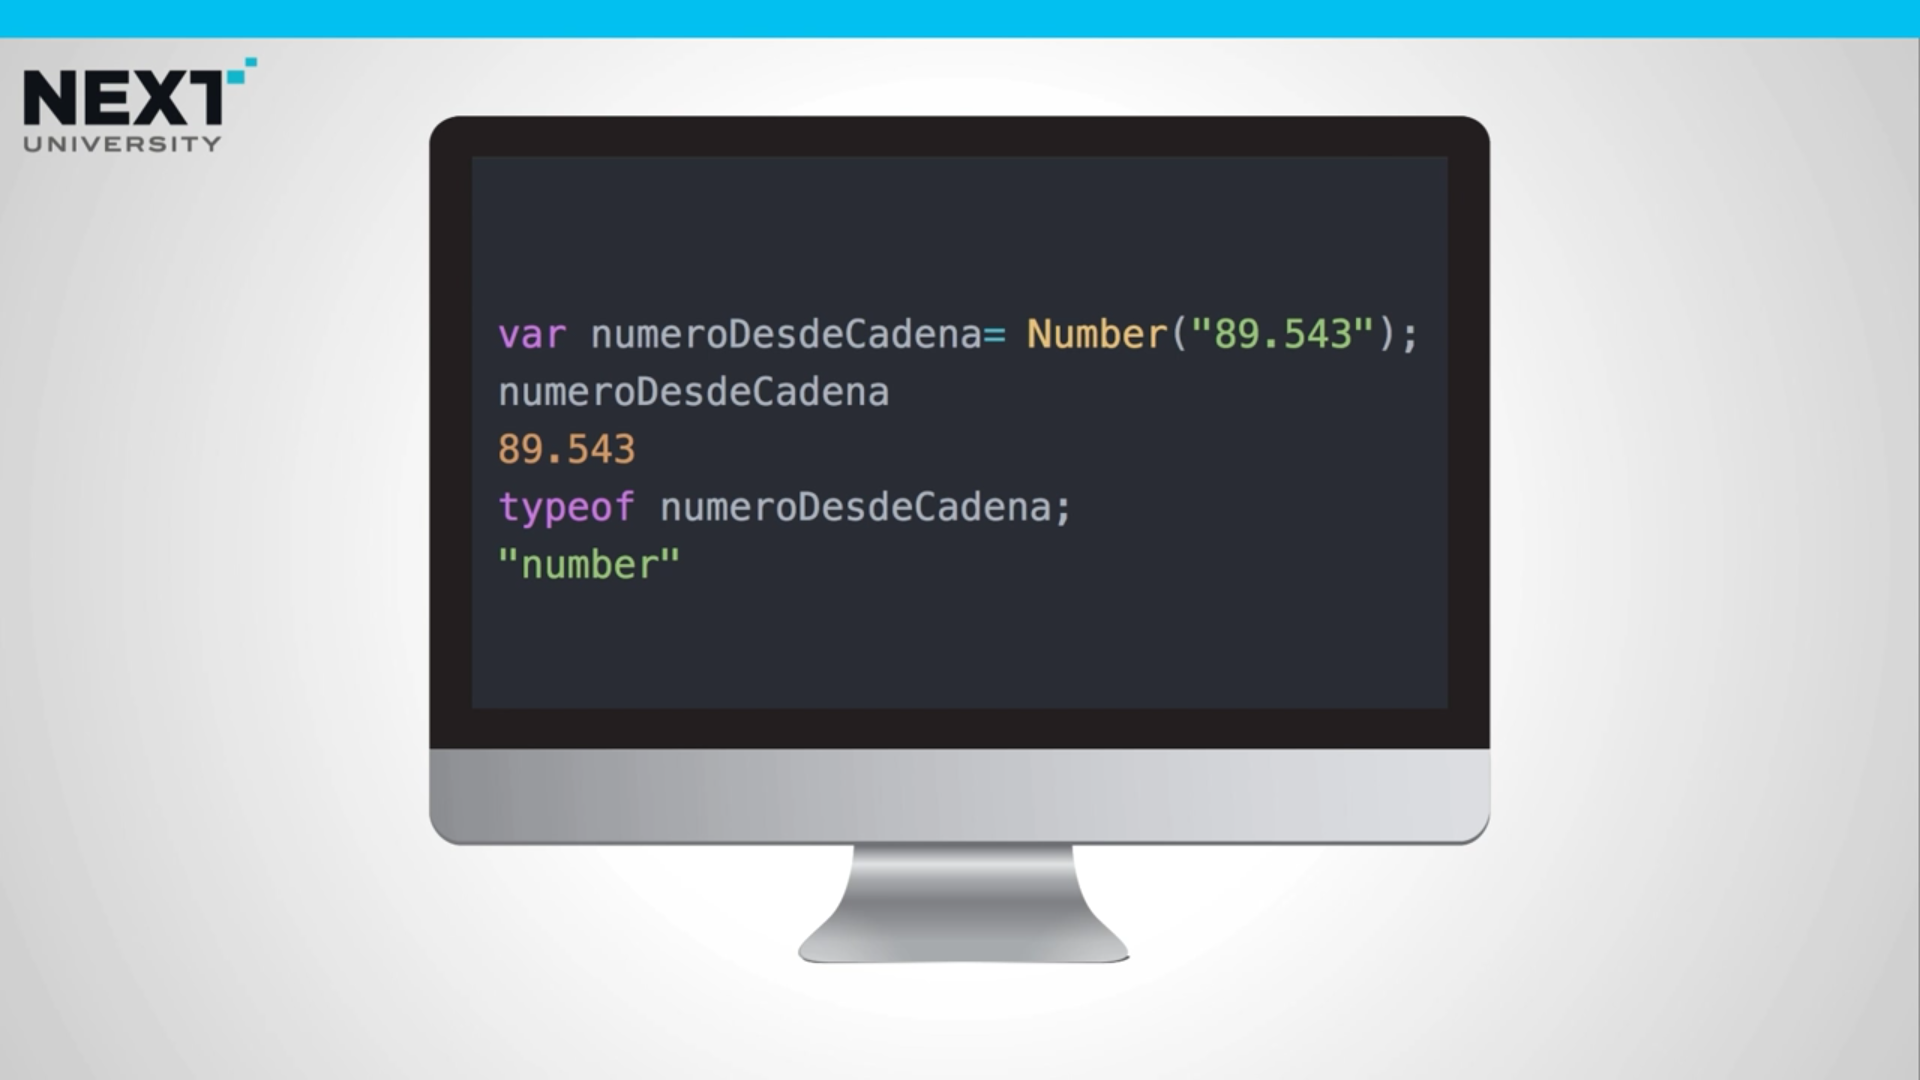 NEXT
UNIVERSITY
var numeroDesdeCadena= Number("89.543");
numeroDesdeCadena
89.543
typeof numeroDesdeCadena;
"number"